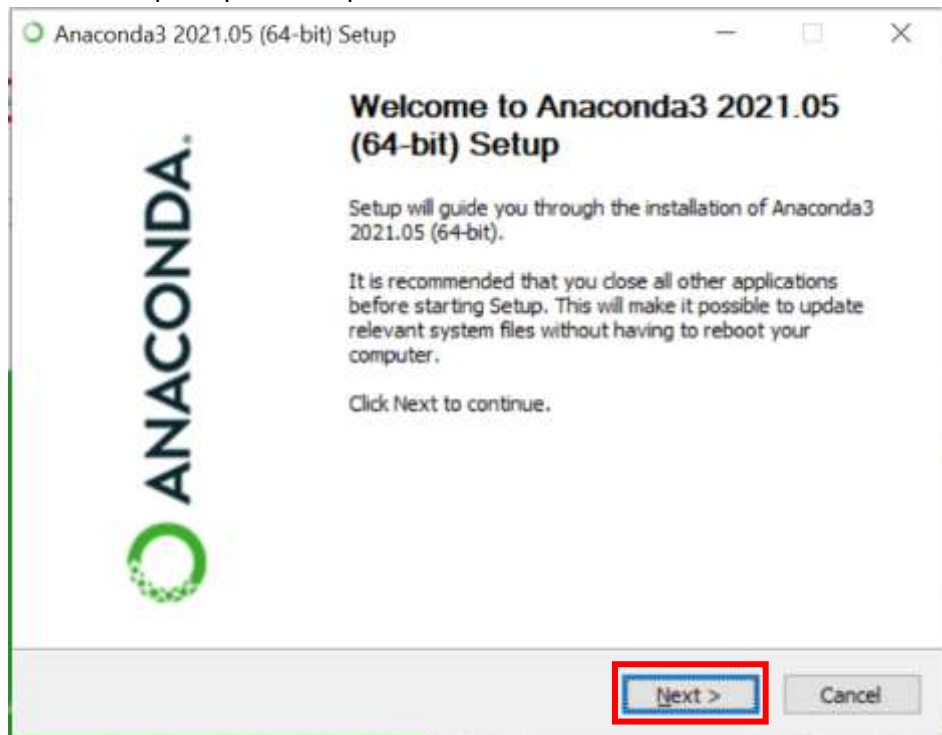 Anaconda3 2021.05 (64-bit) Setup
ANACONDA.
Welcome to Anaconda3 2021.05
(64-bit) Setup
Setup will guide you through the installation of Anaconda3
2021.05 (64-bit).
It is recommended that you close all other applications
before starting Setup. This will make it possible to update
relevant system files without having to reboot your
computer.
Click Next to continue.
Next >
Cancel